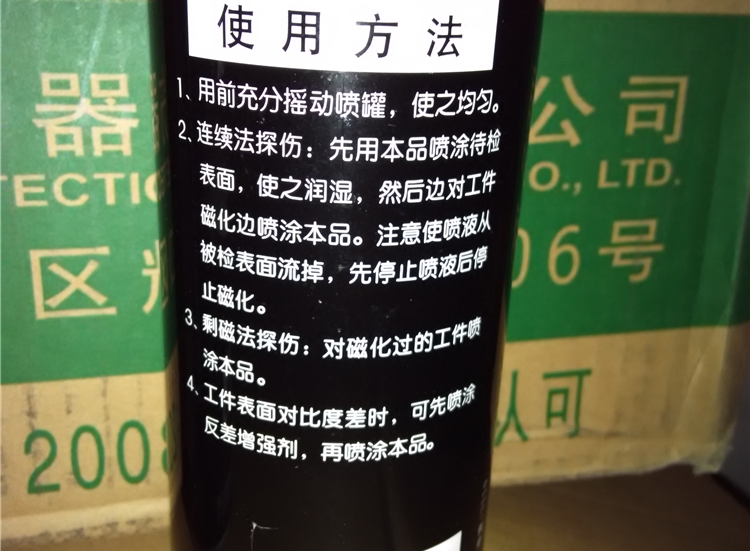 使用方法
1、用前充分摇动喷罐，使之均匀。
2、连续法探伤：先用本品喷涂待检
表面，使之润湿，然后边对工件
磁化边喷涂本品。注意使喷液从
被检表面流掉，先停止喷液后停
止磁化。
3、剩磁法探伤：对磁化过的工件喷
涂本品。
4、工件表面对比度差时，可先喷涂
反差增强剂，再喷涂本品。
器 公司
TECTIO O., LTD.
区 06号
2008 认可